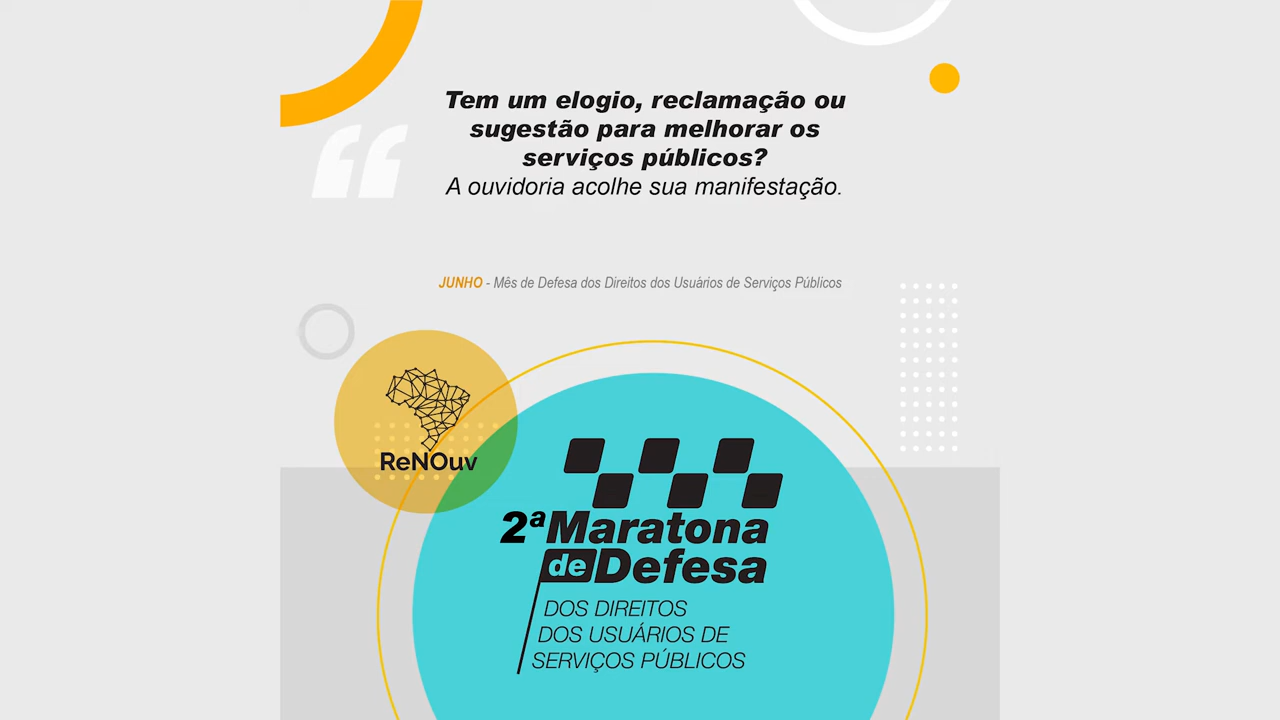 Tem um elogio, reclamação ou
sugestão para melhorar os
serviços públicos?
A ouvidoria acolhe sua manifestação.
JUNHO - Mês de Defesa dos Direitos dos Usuários de Serviços Públicos
ReNOuv
2ª Maratona
de Defesa
DOS DIREITOS
DOS USUÁRIOS DE
SERVIÇOS PÚBLICOS